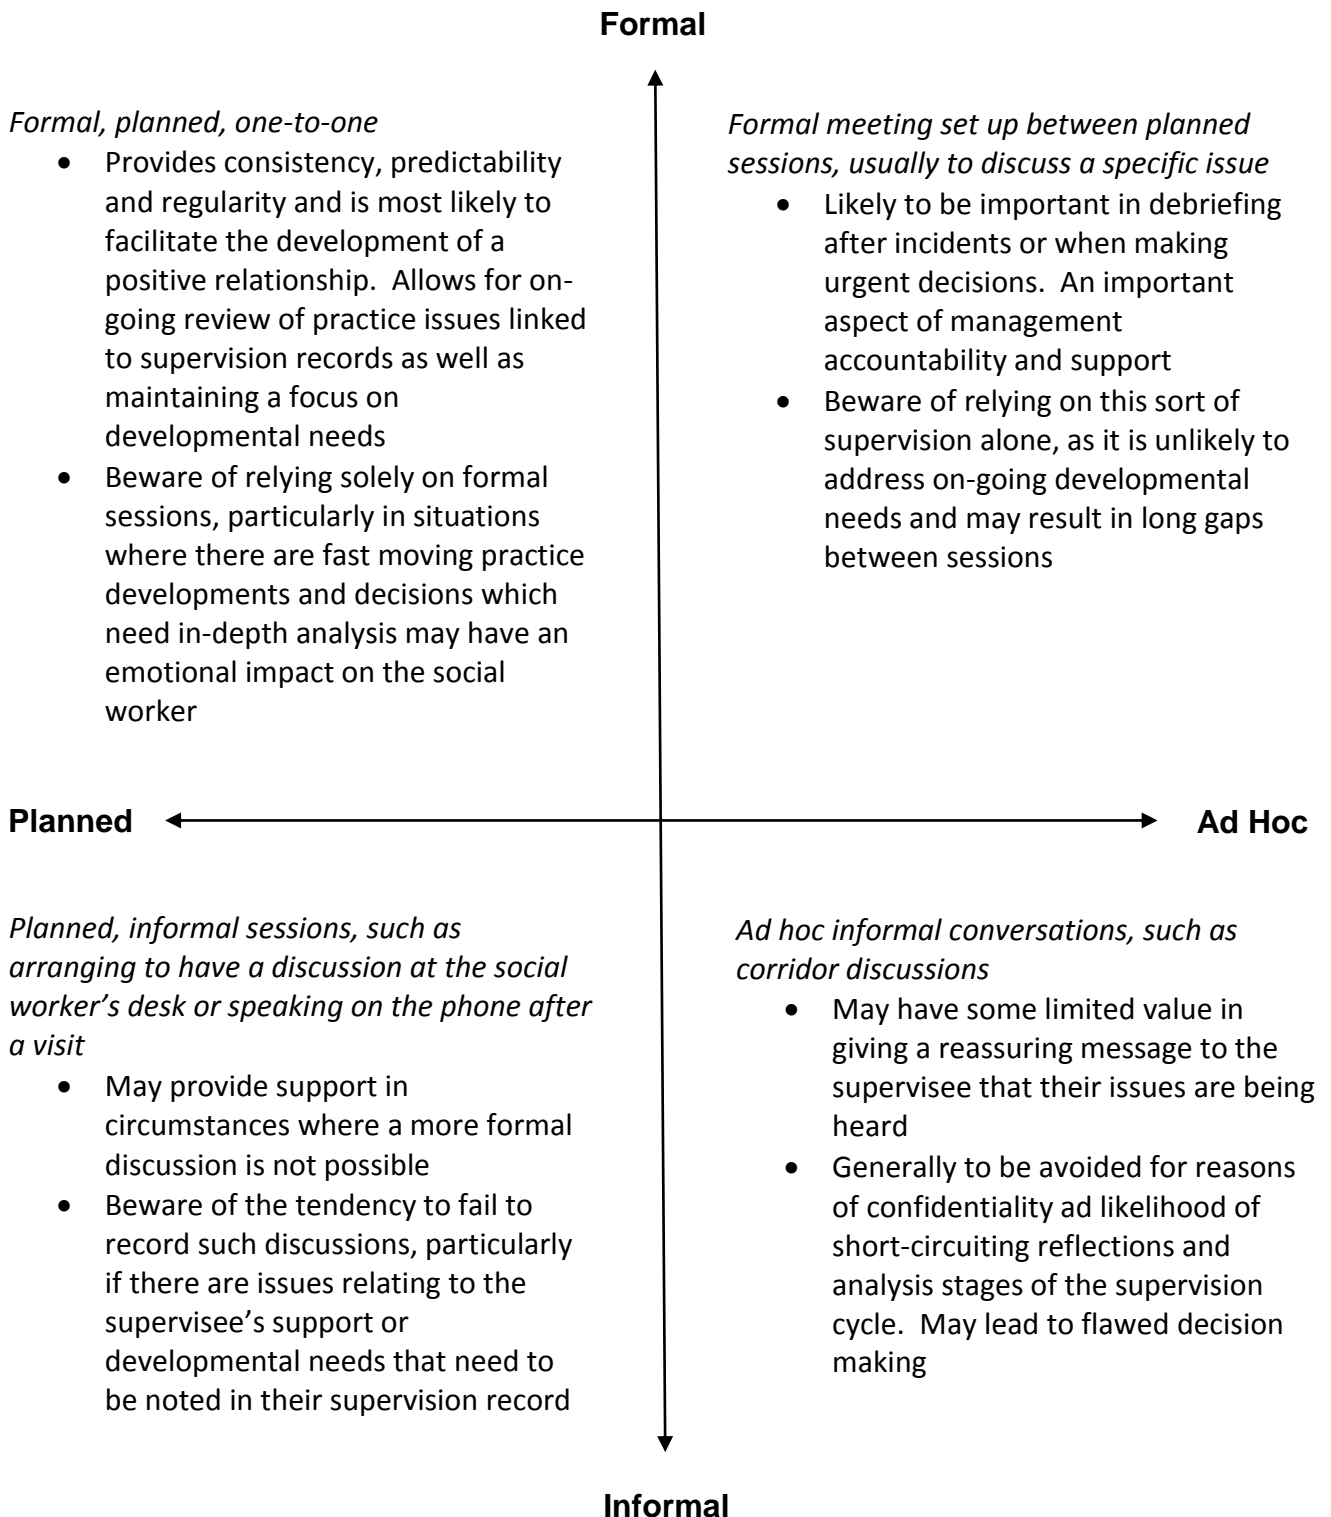 Formal
Formal, planned, one-to-one
• Provides consistency, predictability
and regularity and is most likely to
facilitate the development of a
positive relationship.  Allows for on-
going review of practice issues linked
to supervision records as well as
maintaining a focus on
developmental needs
• Beware of relying solely on formal
sessions, particularly in situations
where there are fast moving practice
developments and decisions which
need in-depth analysis may have an
emotional impact on the social
worker
Formal meeting set up between planned
sessions, usually to discuss a specific issue
• Likely to be important in debriefing
after incidents or when making
urgent decisions.  An important
aspect of management
accountability and support
• Beware of relying on this sort of
supervision alone, as it is unlikely to
address on-going developmental
needs and may result in long gaps
between sessions
Planned
Ad Hoc
Planned, informal sessions, such as
arranging to have a discussion at the social
worker’s desk or speaking on the phone after
a visit
• May provide support in
circumstances where a more formal
discussion is not possible
• Beware of the tendency to fail to
record such discussions, particularly
if there are issues relating to the
supervisee’s support or
developmental needs that need to
be noted in their supervision record
Ad hoc informal conversations, such as
corridor discussions
• May have some limited value in
giving a reassuring message to the
supervisee that their issues are being
heard
• Generally to be avoided for reasons
of confidentiality ad likelihood of
short-circuiting reflections and
analysis stages of the supervision
cycle.  May lead to flawed decision
making
Informal